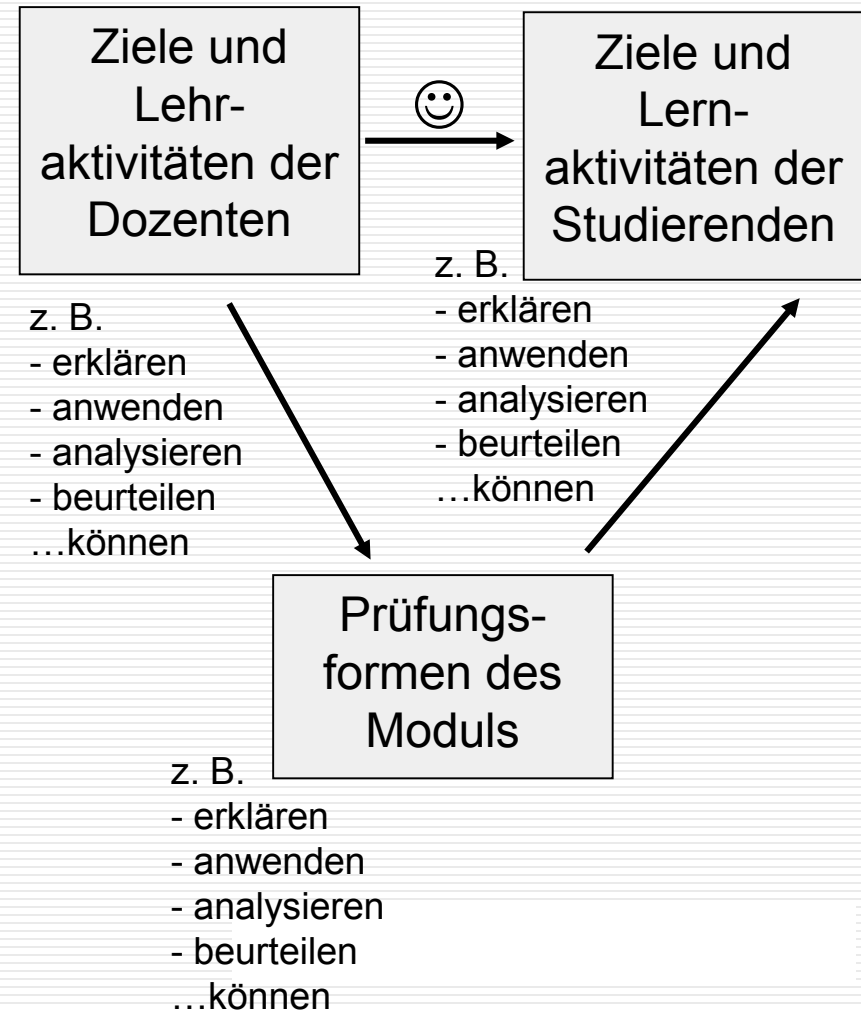 Ziele und
Lehr-
aktivitäten der
Dozenten
Ziele und
Lern-
aktivitäten der
Studierenden
z. B.
- erklären
- anwenden
- analysieren
- beurteilen
…können
z. B.
- erklären
- anwenden
- analysieren
- beurteilen
…können
Prüfungs-
formen des
Moduls
z. B.
- erklären
- anwenden
- analysieren
- beurteilen
…können